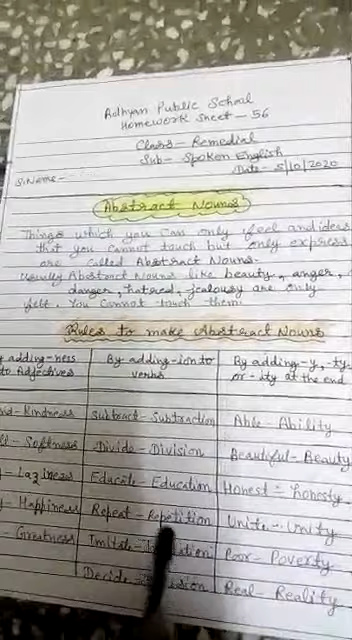 Adhyan Public School
Homework Sheet - 56
Class - Remedial
Sub - Spoken English
S.Name - Date - 5/10/2020
Abstract Nouns
Things which you can only feel and ideas
that you cannot touch but only express
are called Abstract Nouns.
Usually Abstract Nouns like beauty, anger,
danger, hatered, jealousy are only
felt. You cannot touch them.
Rules to make Abstract Nouns
adding -ness By adding -ion to By adding -y, -ty
to Adjectives verbs or -ity at the end
- Kindness Subtract - Subtraction Able - Ability
- Softness Divide - Division Beautiful - Beauty
- Laziness Educate - Education Honest - honesty
- Happiness Repeat - Repetition Unite - Unity
- Greatness Poor - Poverty
Decide Real - Reality